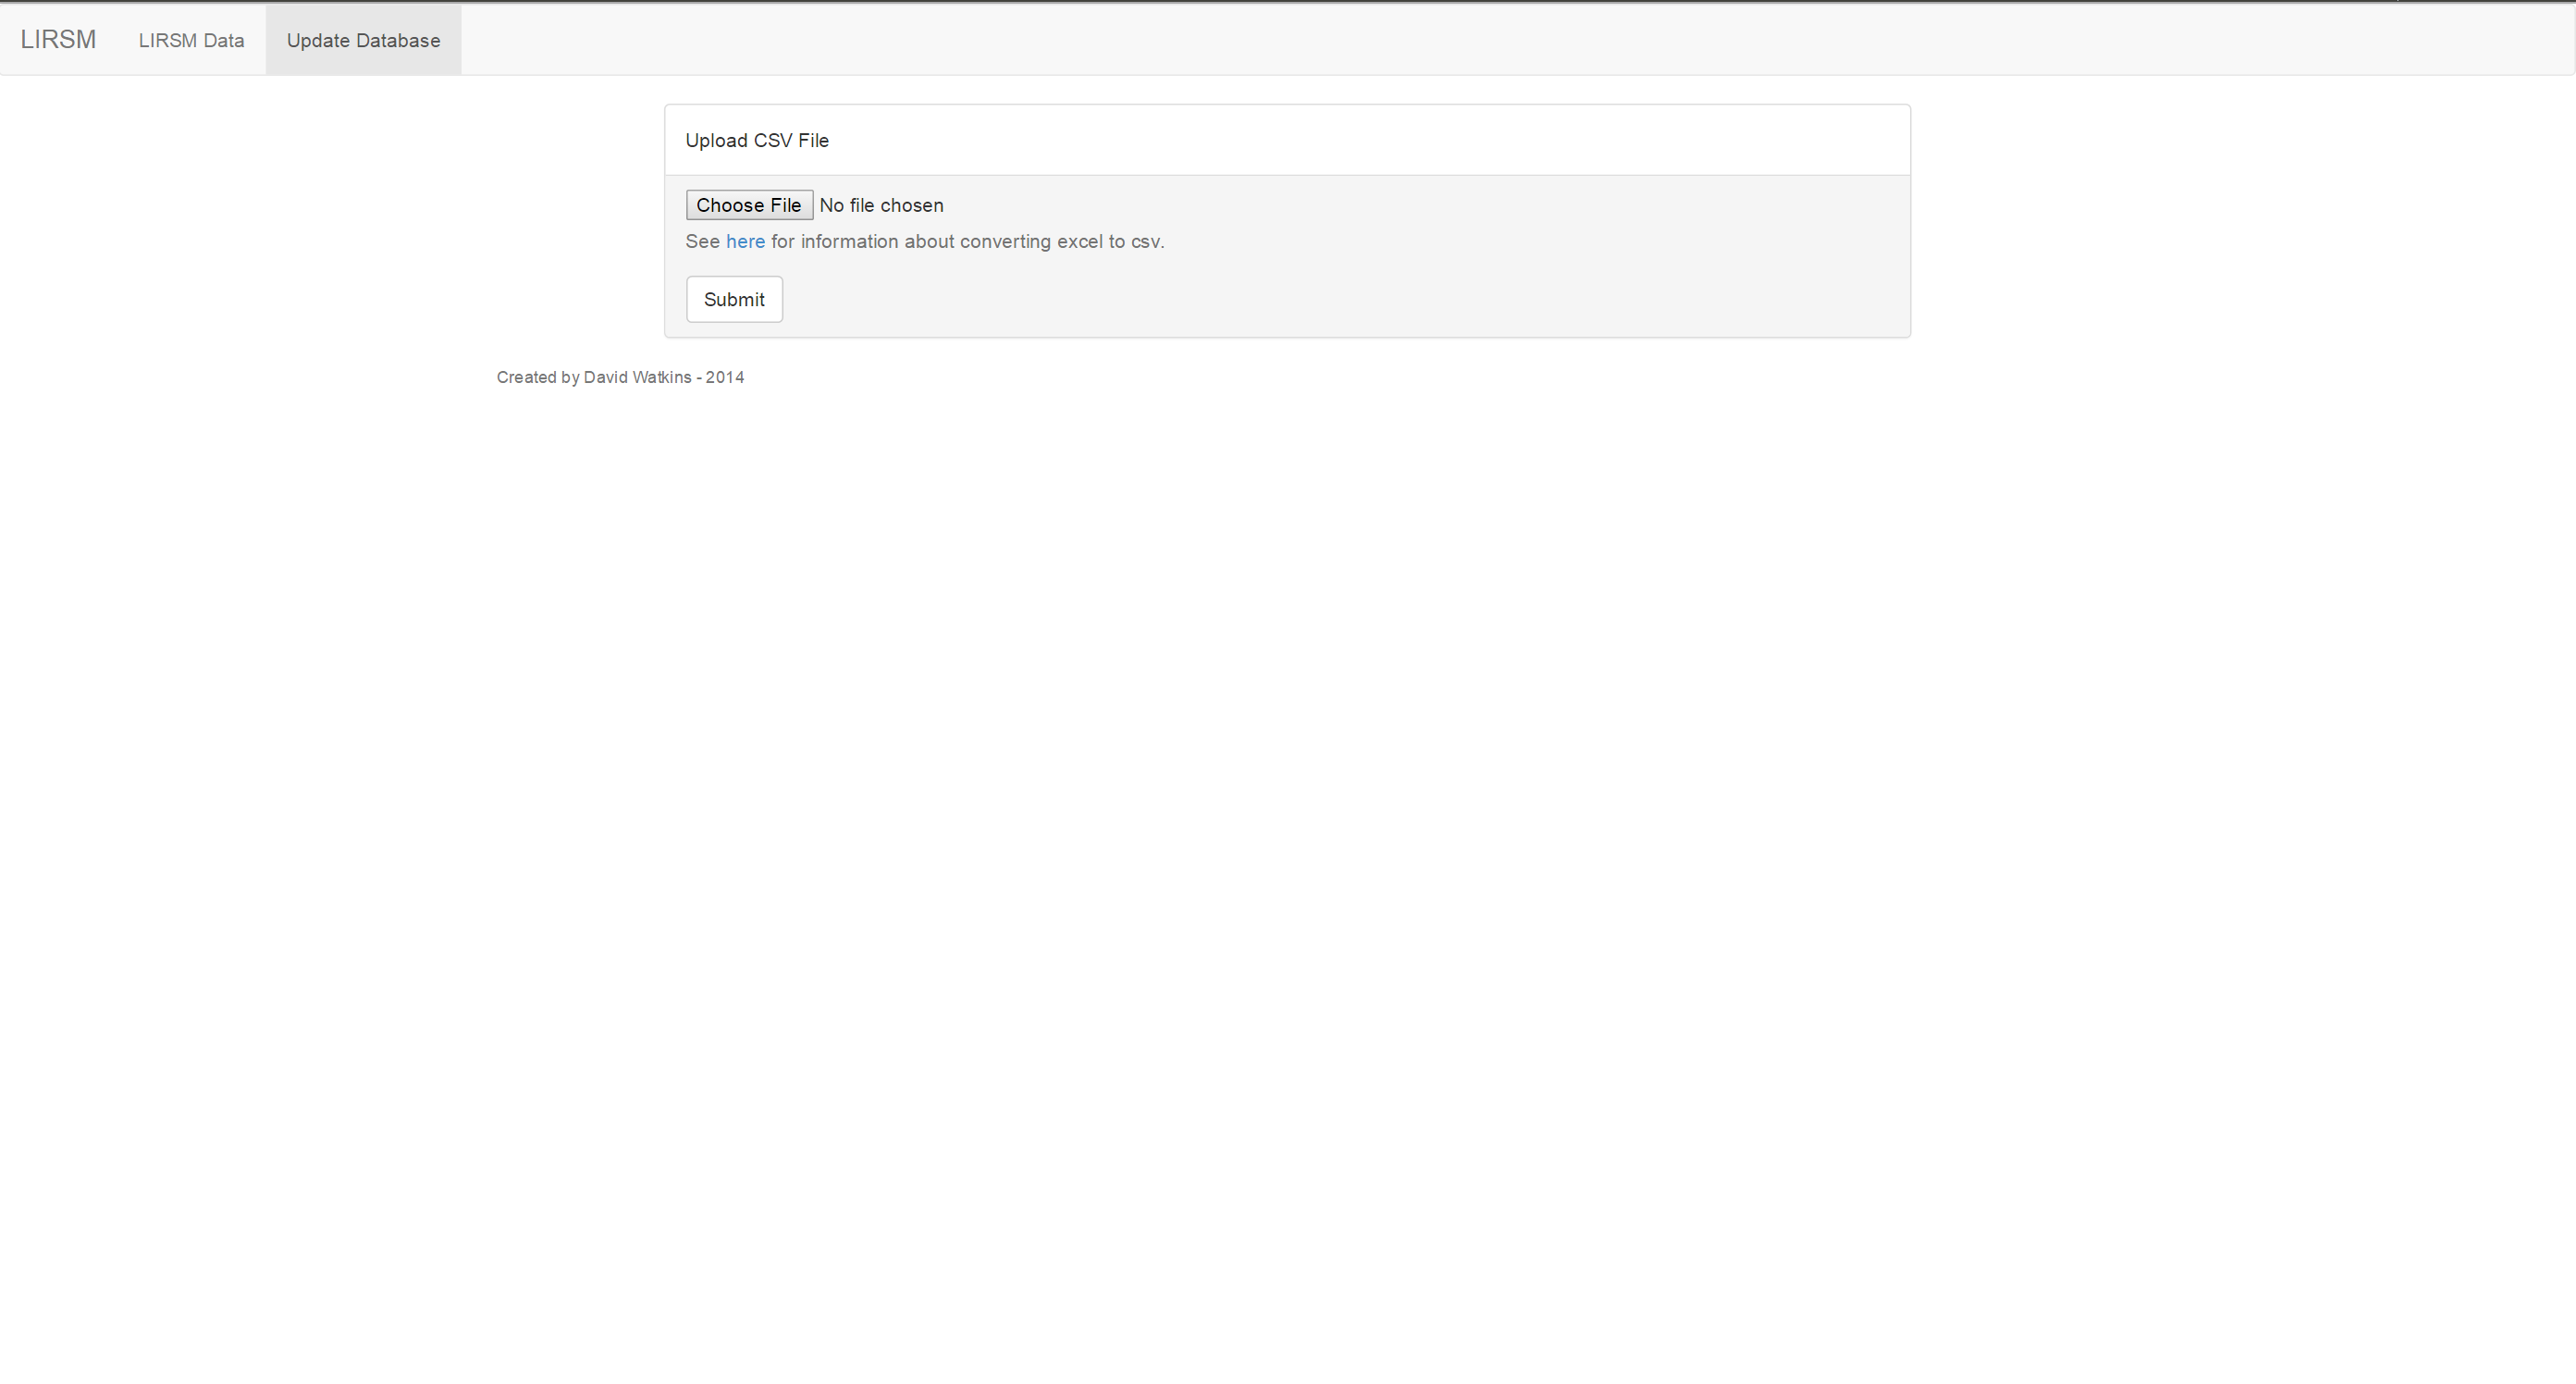 LIRSM LIRSM Data Update Database
Upload CSV File
Choose File No file chosen
See here for information about converting excel to csv.
Submit
Created by David Watkins - 2014